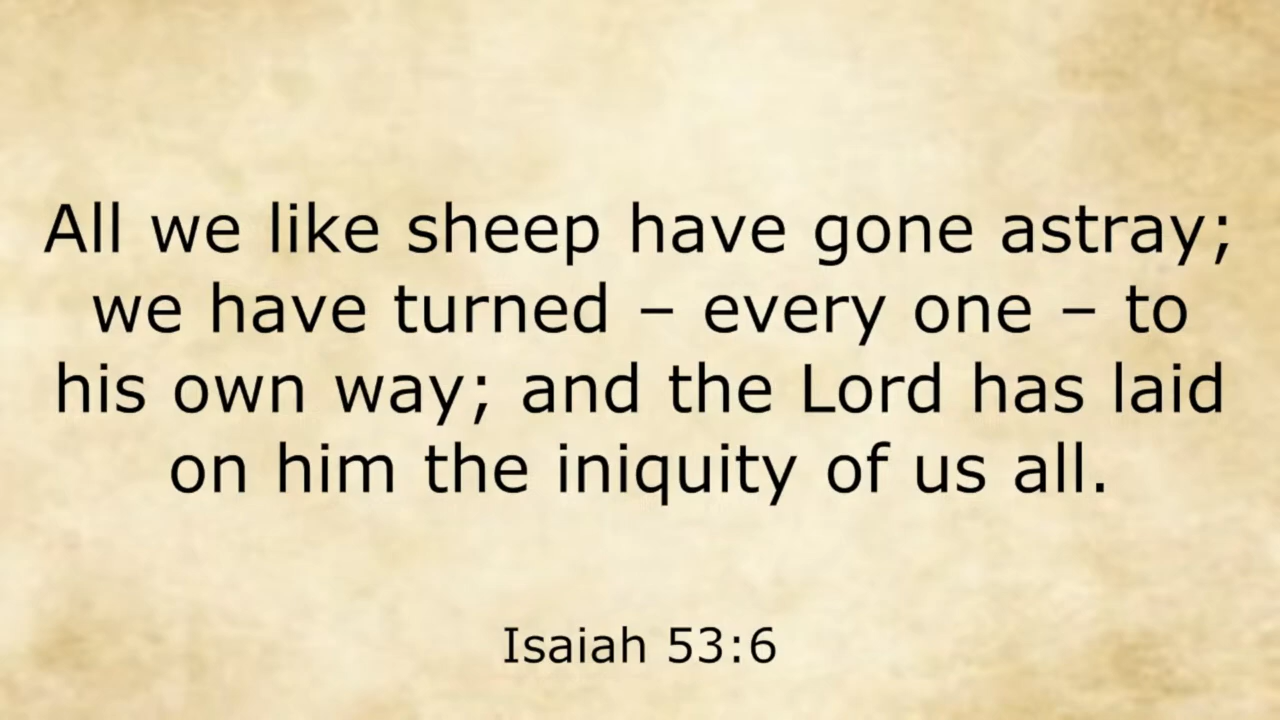 All we like sheep have gone astray;
we have turned – every one – to
his own way; and the Lord has laid
on him the iniquity of us all.
Isaiah 53:6